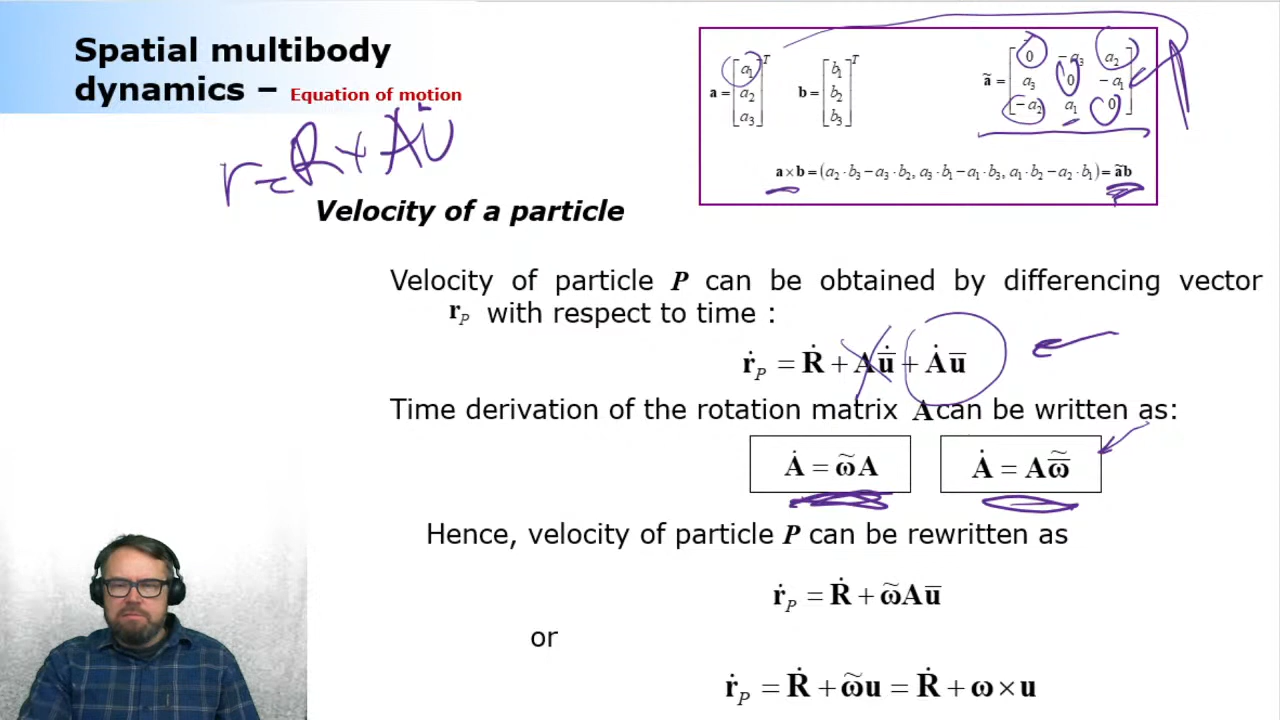 Spatial multibody
dynamics – Equation of motion
r = R + Aū
a = [a₁ a₂ a₃]ᵀ b = [b₁ b₂ b₃]ᵀ ã = [0 −a₃ a₂; a₃ 0 −a₁; −a₂ a₁ 0]
a×b = (a₂·b₃−a₃·b₂, a₃·b₁−a₁·b₃, a₁·b₂−a₂·b₁) = ãb
Velocity of a particle
Velocity of particle P can be obtained by differencing vector
r_P with respect to time :
ṙ_P = Ṙ + Au̅̇ + Ȧu̅
Time derivation of the rotation matrix A can be written as:
Ȧ = ω̃A Ȧ = Aω̅̃
Hence, velocity of particle P can be rewritten as
ṙ_P = Ṙ + ω̃Au̅
or
ṙ_P = Ṙ + ω̃u = Ṙ + ω×u